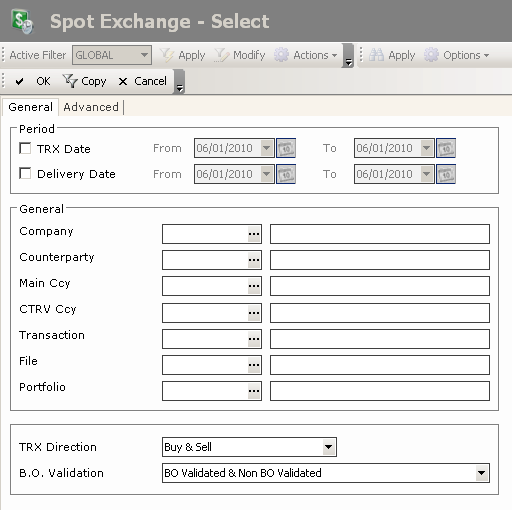 Spot Exchange - Select
Active Filter GLOBAL Apply Modify Actions Apply Options
OK Copy Cancel
General Advanced
Period
TRX Date From 06/01/2010 To 06/01/2010
Delivery Date From 06/01/2010 To 06/01/2010
General
Company ...
Counterparty ...
Main Ccy ...
CTRV Ccy ...
Transaction ...
File ...
Portfolio ...
TRX Direction Buy & Sell
B.O. Validation BO Validated & Non BO Validated